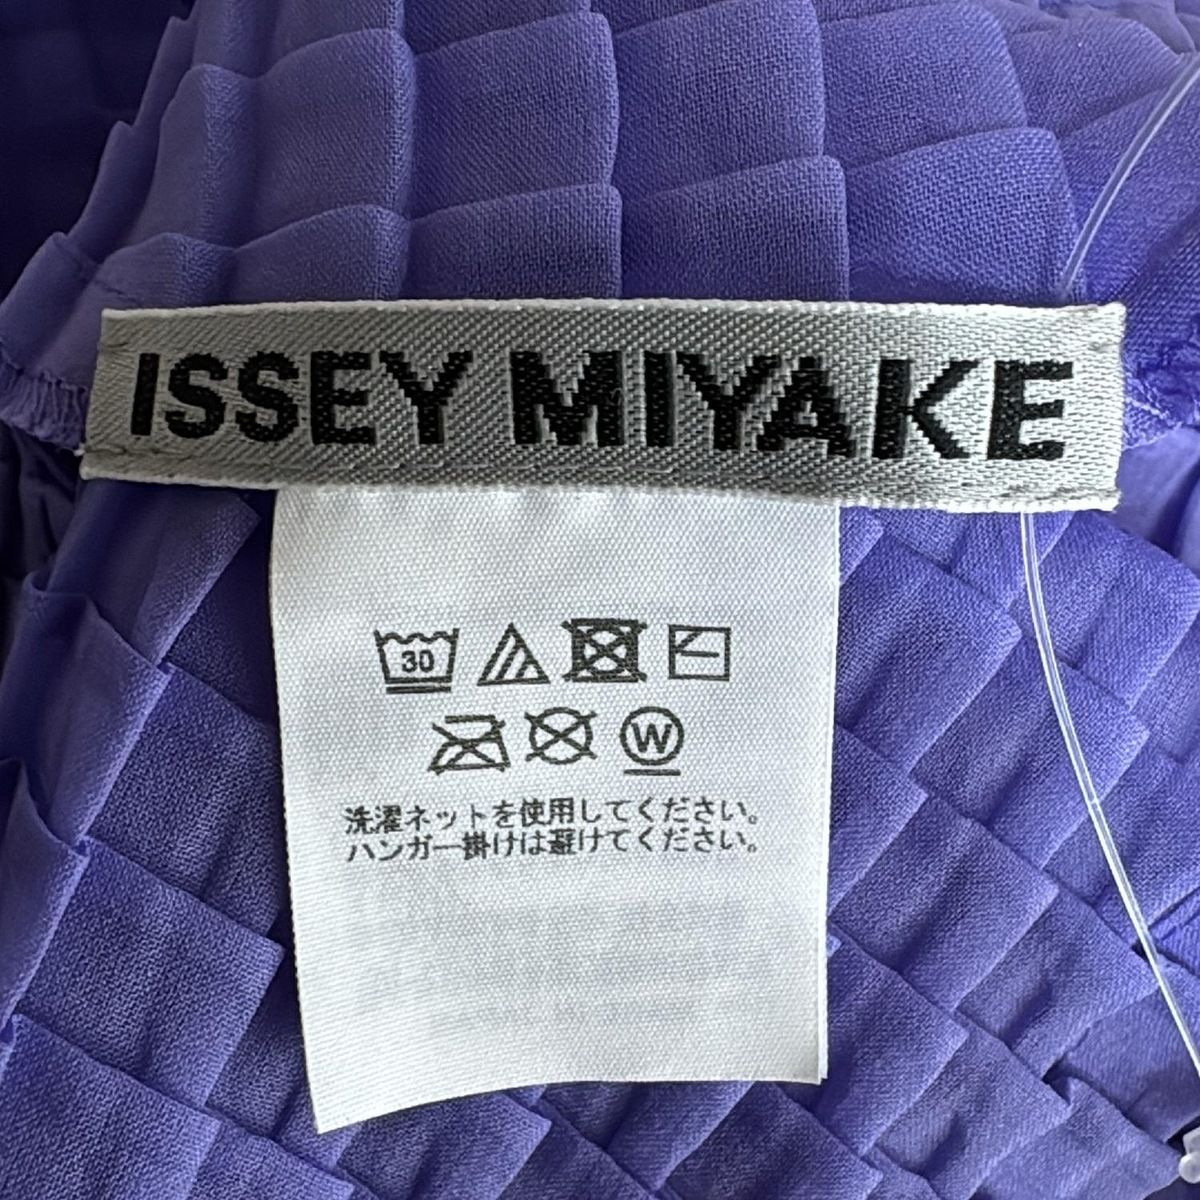 ISSEY MIYAKE
30
W
洗濯ネットを使用してください。
ハンガー掛けは避けてください。